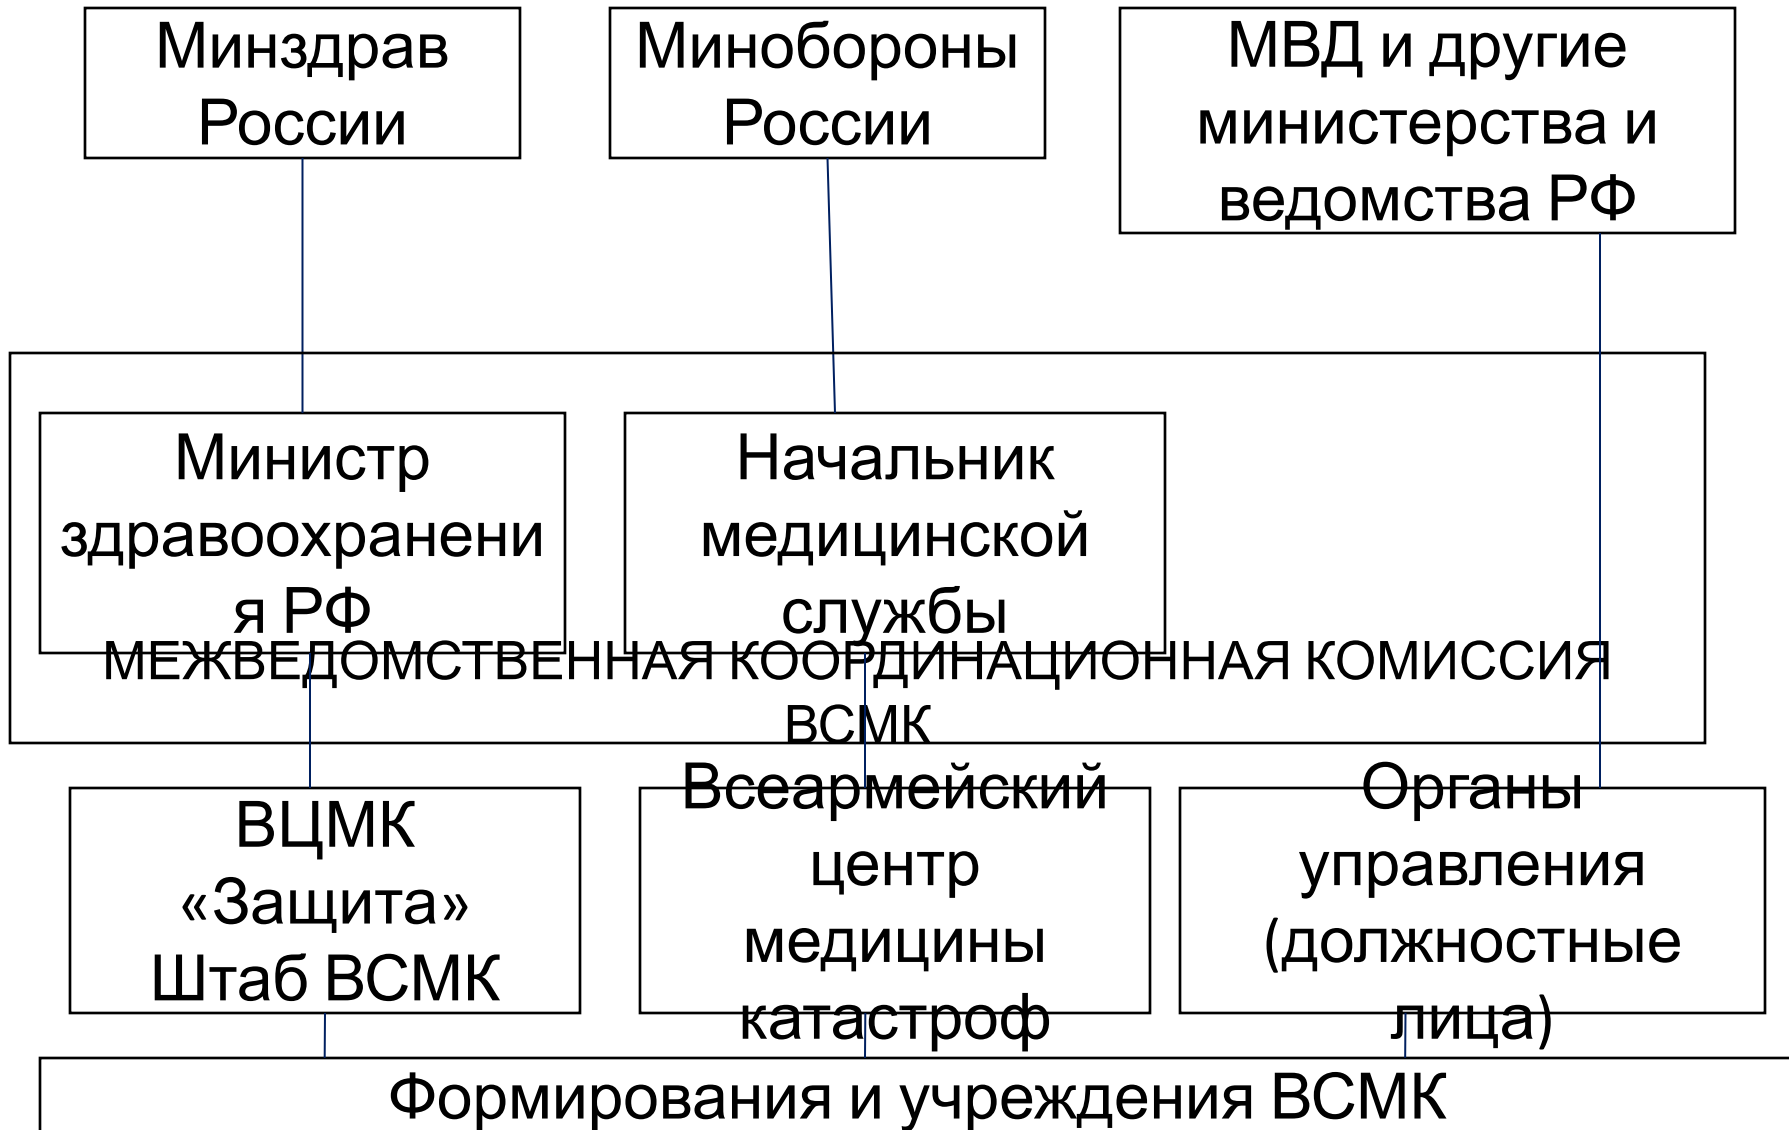 Минздрав
России
Минобороны
России
МВД и другие
министерства и
ведомства РФ
Министр
здравоохранени
я РФ
Начальник
медицинской
службы
МЕЖВЕДОМСТВЕННАЯ КООРДИНАЦИОННАЯ КОМИССИЯ
ВСМК
ВЦМК
«Защита»
Штаб ВСМК
Всеармейский
центр
медицины
катастроф
Органы
управления
(должностные
лица)
Формирования и учреждения ВСМК